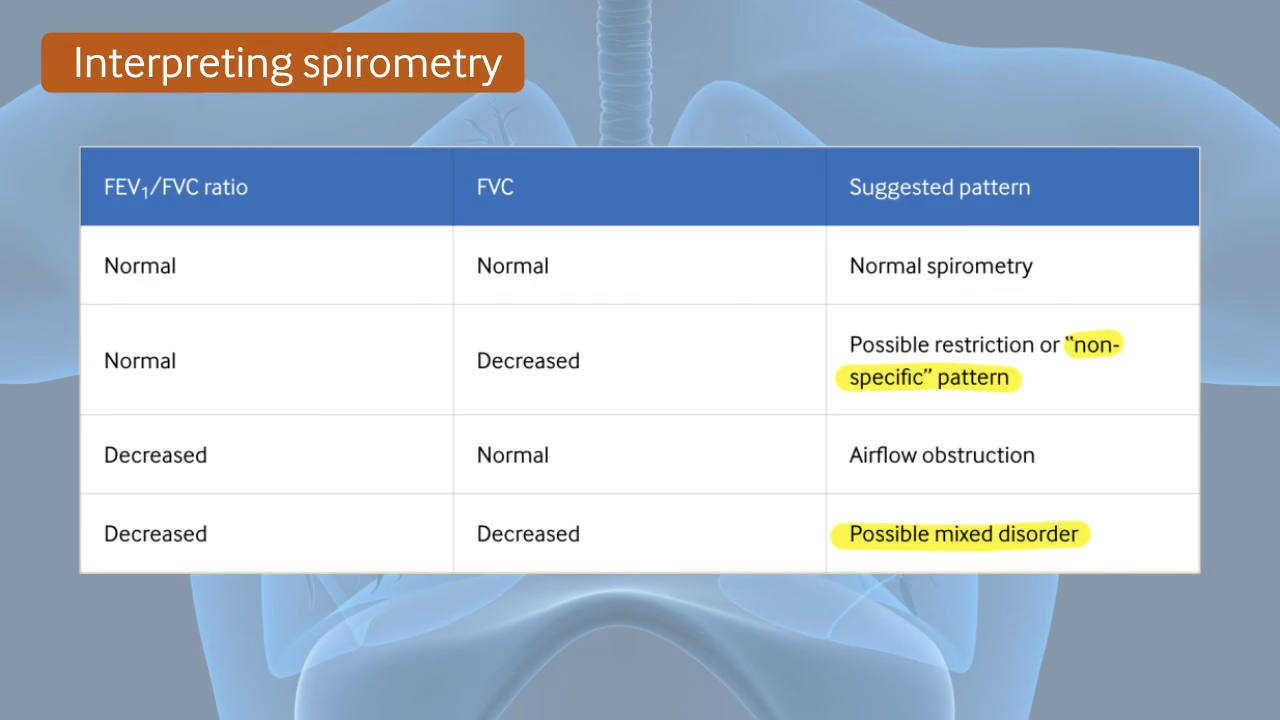 Interpreting spirometry
FEV₁/FVC ratio
FVC
Suggested pattern
Normal
Normal
Normal spirometry
Normal
Decreased
Possible restriction or “non-
specific” pattern
Decreased
Normal
Airflow obstruction
Decreased
Decreased
Possible mixed disorder